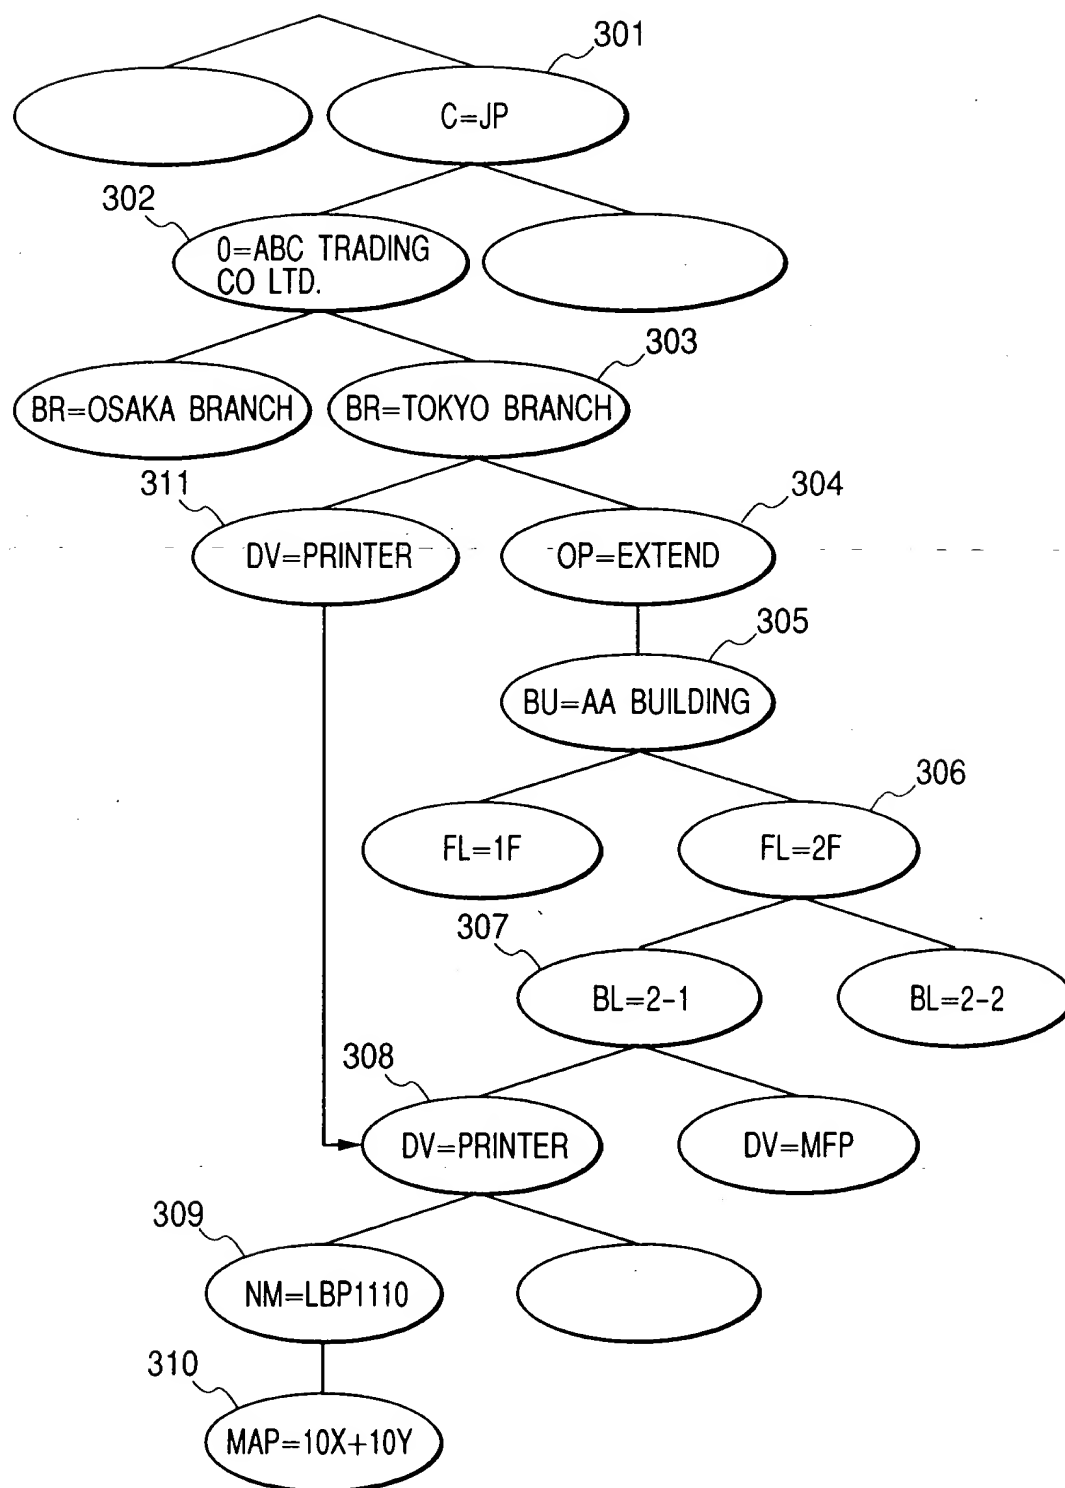 301
C=JP
302
0=ABC TRADING
CO LTD.
303
BR=OSAKA BRANCH
BR=TOKYO BRANCH
311
304
DV=PRINTER
OP=EXTEND
305
BU=AA BUILDING
306
FL=1F
FL=2F
307
BL=2-1
BL=2-2
308
DV=PRINTER
DV=MFP
309
NM=LBP1110
310
MAP=10X+10Y